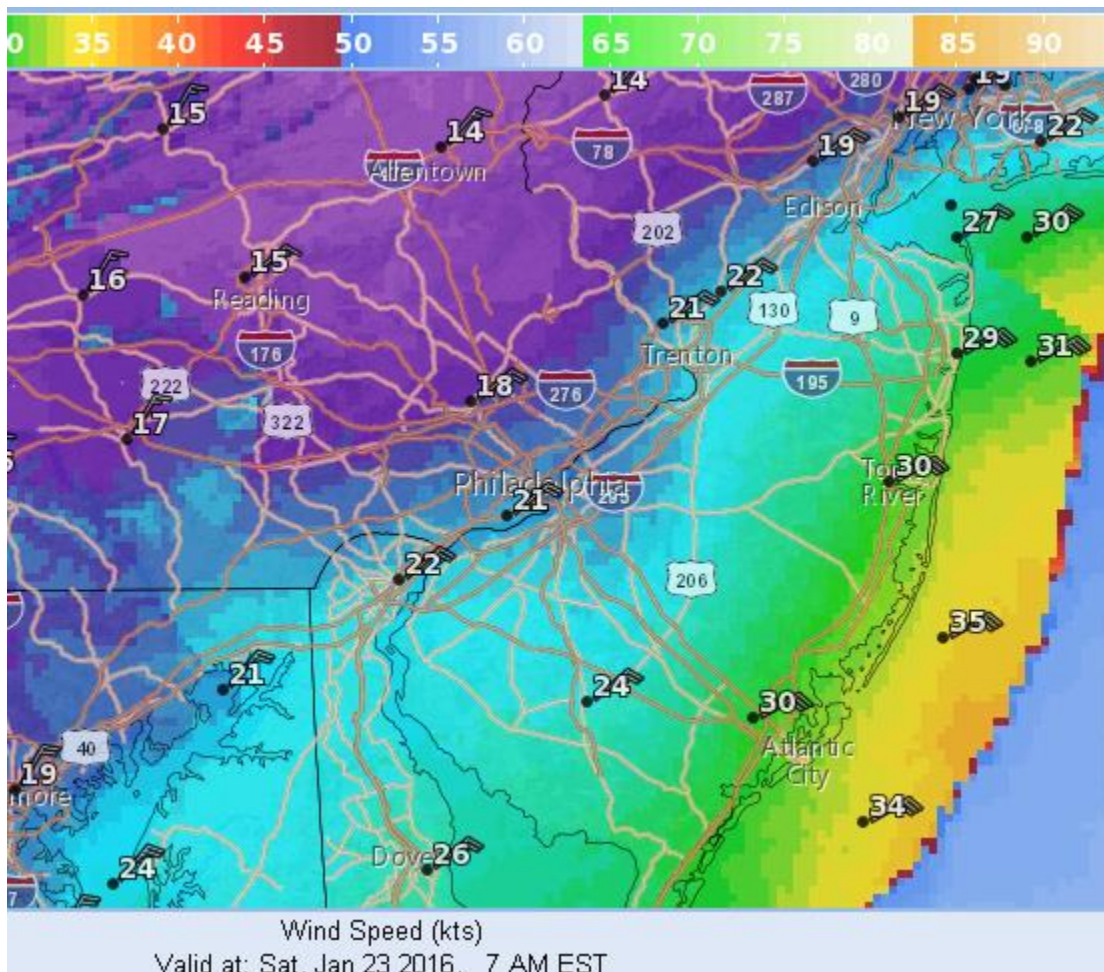 0 35 40 45 50 55 60 65 70 75 80 85 90
14 287 280 19 19
15 14 78 19 New York 678 22
Allentown
202 Edison 27 30
16 15 Reading 22 130 9
176 21 Trenton 195 29 31
222 18 276
17 322
Philadelphia 21 295 30
River
22 206
35
21 24
40 30 Atlantic
City
19 more
34
24 Dove 26
Wind Speed (kts)
Valid at: Sat, Jan 23 2016, 7 AM EST